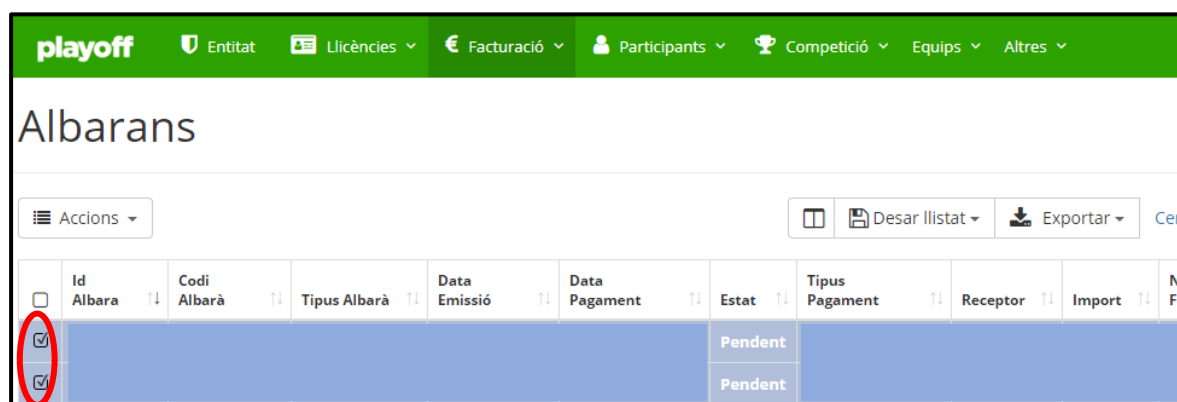 playoff Entitat Llicències Facturació Participants Competició Equips Altres
Albarans
Accions Desar llistat Exportar
Id Albara Codi Albarà Tipus Albarà Data Emissió Data Pagament Estat Tipus Pagament Receptor Import
Pendent
Pendent